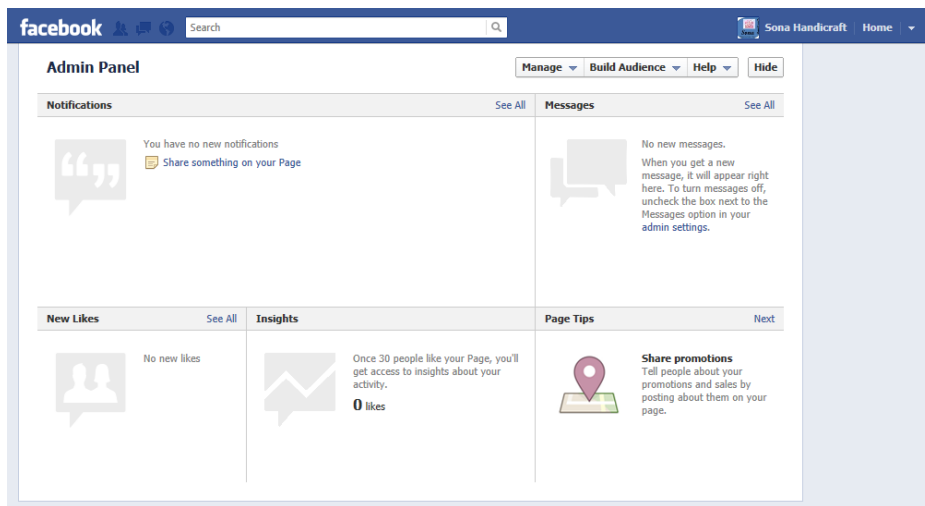 facebook
Search
Sona Handicraft
Home
Admin Panel
Manage
Build Audience
Help
Hide
Notifications
See All
You have no new notifications
Share something on your Page
Messages
See All
No new messages.
When you get a new
message, it will appear right
here. To turn messages off,
uncheck the box next to the
Messages option in your
admin settings.
New Likes
See All
No new likes
Insights
Once 30 people like your Page, you'll
get access to insights about your
activity.
0 likes
Page Tips
Next
Share promotions
Tell people about your
promotions and sales by
posting about them on your
page.